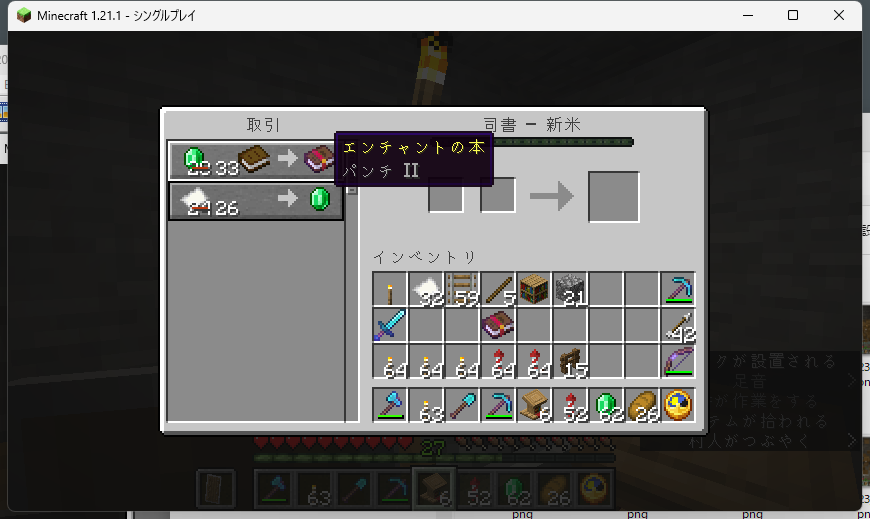 Minecraft 1.21.1 - シングルプレイ
取引
司書 - 新米
33
エンチャントの本
パンチ II
26
インベントリ
32 59 5 21
42
64 64 64 64 64 15
63 6 52 62 26
クが設置される
足音
が作業をする
テムが拾われる
村人がつぶやく
27
63 6 52 62 26
png png png